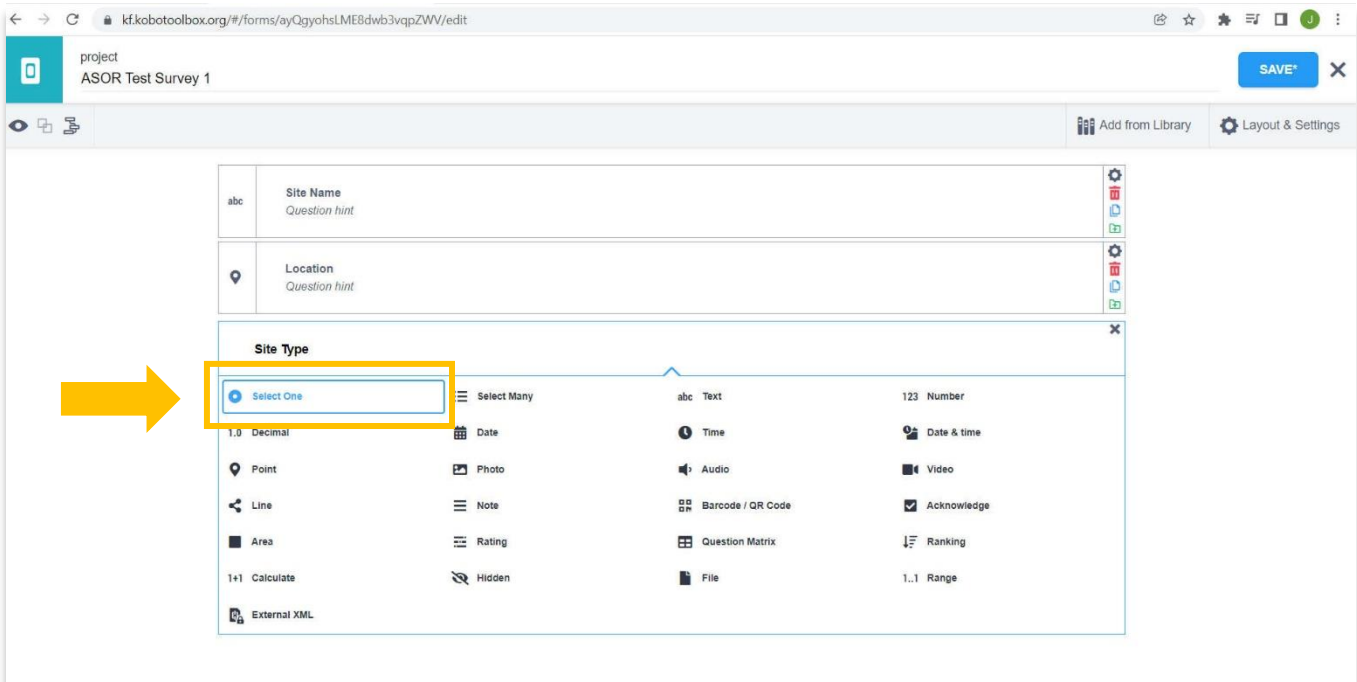 kf.kobotoolbox.org/#/forms/ayQgyohsLME8dwb3vqpZWV/edit
J
project
ASOR Test Survey 1
SAVE*
Add from Library
Layout & Settings
abc
Site Name
Question hint
Location
Question hint
Site Type
Select One
Select Many
abc Text
123 Number
1.0 Decimal
Date
Time
Date & time
Point
Photo
Audio
Video
Line
Note
Barcode / QR Code
Acknowledge
Area
Rating
Question Matrix
Ranking
1+1 Calculate
Hidden
File
1..1 Range
External XML